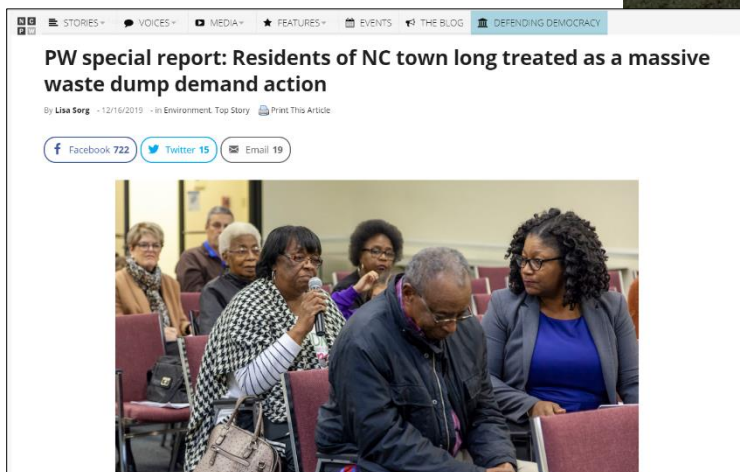 NC
PW
STORIES VOICES MEDIA FEATURES EVENTS THE BLOG DEFENDING DEMOCRACY
PW special report: Residents of NC town long treated as a massive
waste dump demand action
By Lisa Sorg - 12/16/2019 - in Environment, Top Story Print This Article
Facebook 722 Twitter 15 Email 19